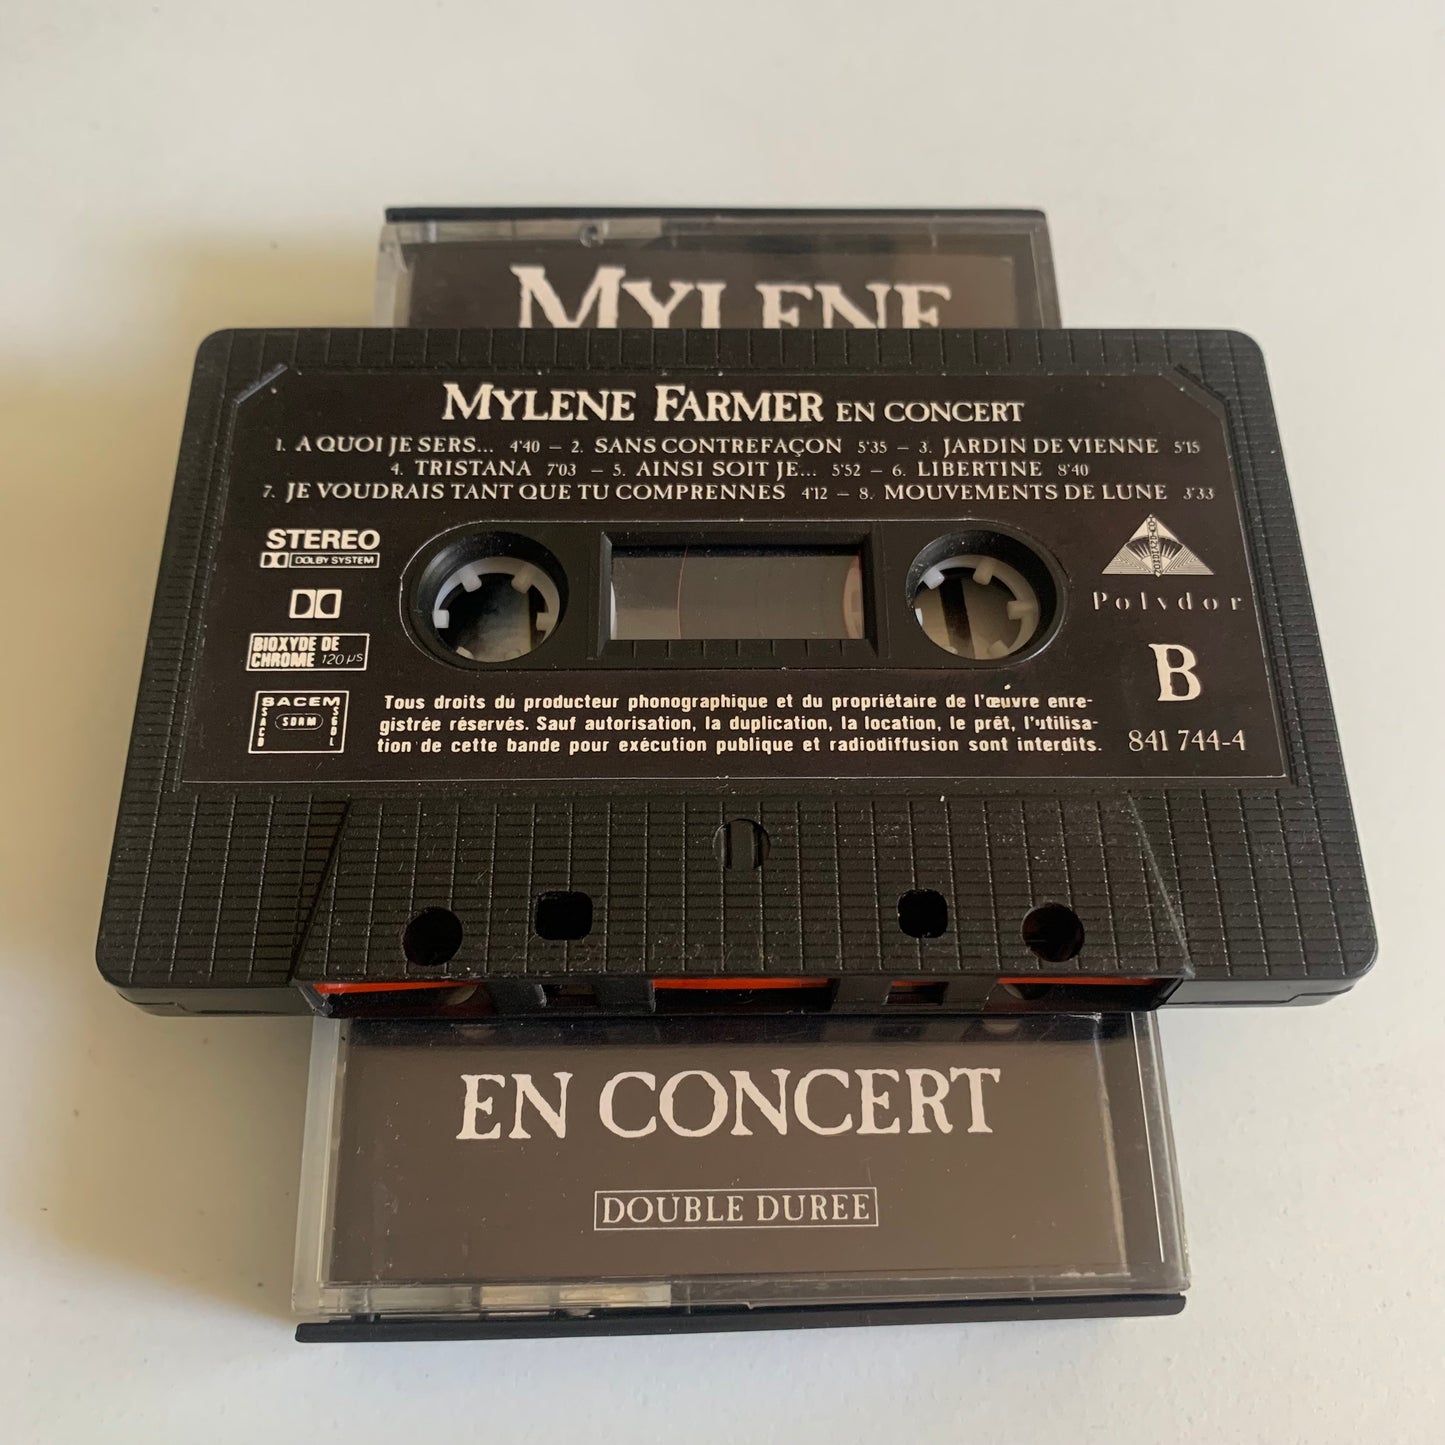 MYLENE
MYLENE FARMER EN CONCERT
1. A QUOI JE SERS... 4'40 – 2. SANS CONTREFAÇON 5'35 – 3. JARDIN DE VIENNE 5'15
4. TRISTANA 7'03 – 5. AINSI SOIT JE... 5'52 – 6. LIBERTINE 8'40
7. JE VOUDRAIS TANT QUE TU COMPRENNES 4'12 – 8. MOUVEMENTS DE LUNE 3'33
STEREO
DOLBY SYSTEM
BIOXYDE DE
CHROME 120 µs
Polydor
B
841 744-4
SACEM
SACD
SDRM
SGDL
Tous droits du producteur phonographique et du propriétaire de l'œuvre enre-
gistrée réservés. Sauf autorisation, la duplication, la location, le prêt, l'utilisa-
tion de cette bande pour exécution publique et radiodiffusion sont interdits.
EN CONCERT
DOUBLE DUREE